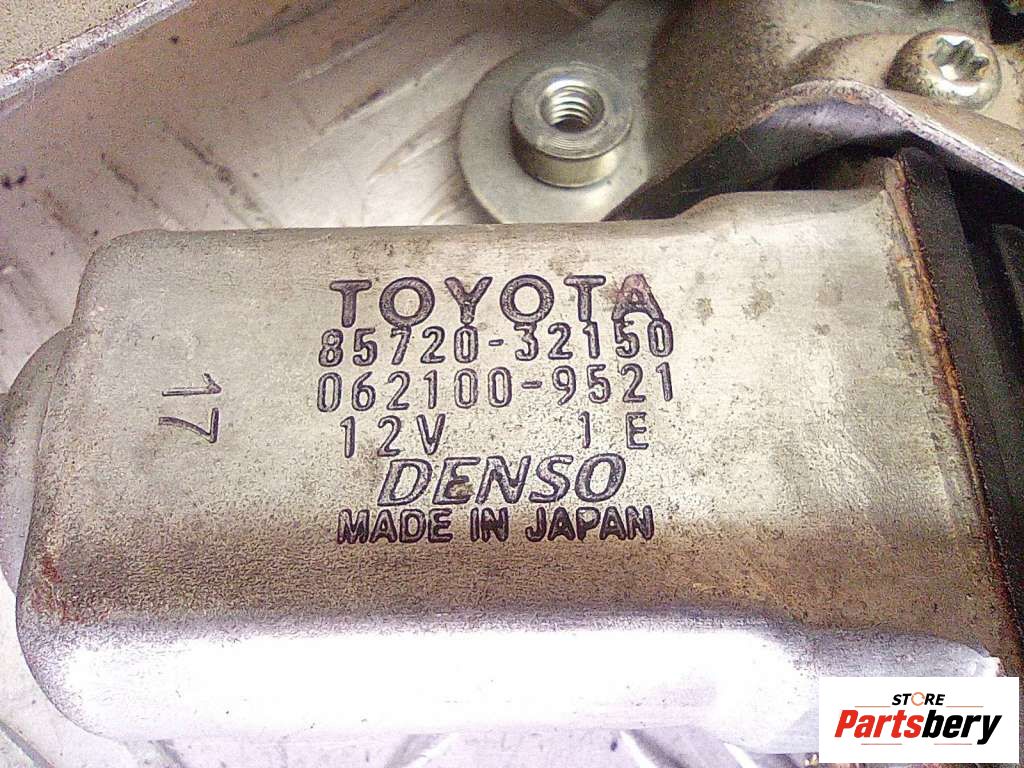 TOYOTA
85720-32150
062100-9521
12V 1E
DENSO
MADE IN JAPAN
17
STORE
Partsbery